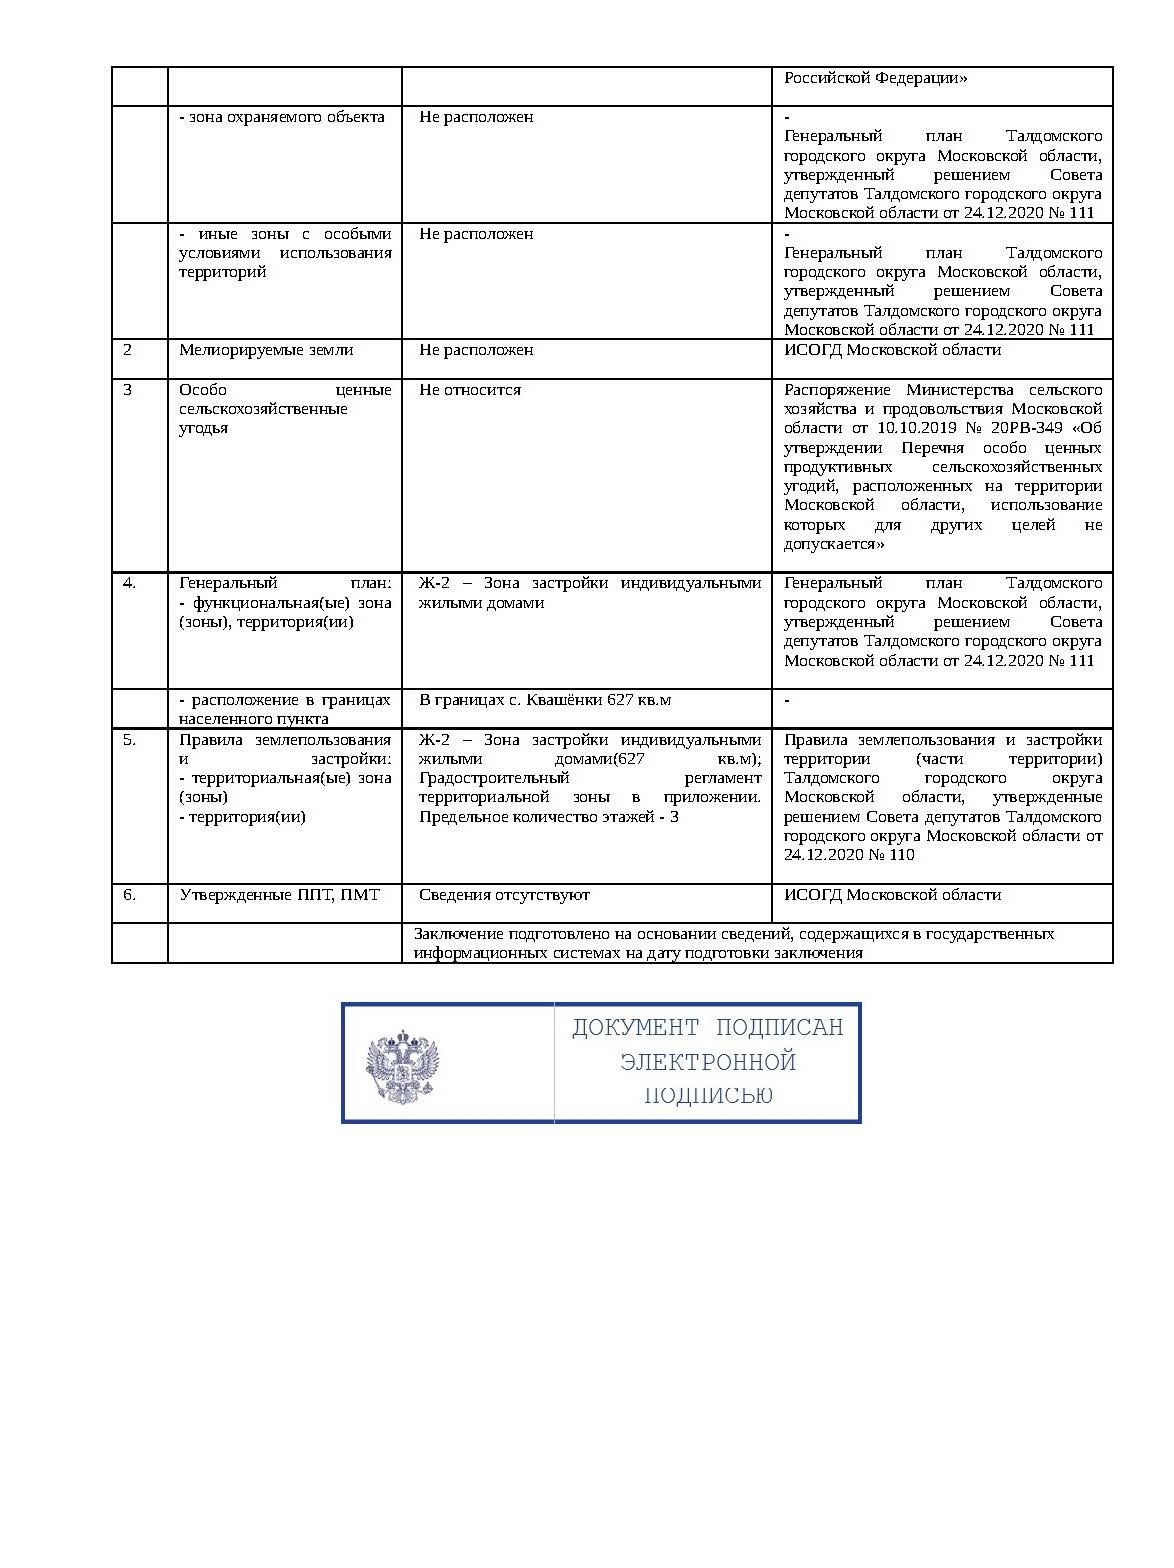 Российской Федерации»
- зона охраняемого объекта
Не расположен
-
Генеральный план Талдомского
городского округа Московской области,
утвержденный решением Совета
депутатов Талдомского городского округа
Московской области от 24.12.2020 № 111
- иные зоны с особыми
условиями использования
территорий
Не расположен
-
Генеральный план Талдомского
городского округа Московской области,
утвержденный решением Совета
депутатов Талдомского городского округа
Московской области от 24.12.2020 № 111
2
Мелиорируемые земли
Не расположен
ИСОГД Московской области
3
Особо ценные
сельскохозяйственные
угодья
Не относится
Распоряжение Министерства сельского
хозяйства и продовольствия Московской
области от 10.10.2019 № 20РВ-349 «Об
утверждении Перечня особо ценных
продуктивных сельскохозяйственных
угодий, расположенных на территории
Московской области, использование
которых для других целей не
допускается»
4.
Генеральный план:
- функциональная(ые) зона
(зоны), территория(ии)
Ж-2 – Зона застройки индивидуальными
жилыми домами
Генеральный план Талдомского
городского округа Московской области,
утвержденный решением Совета
депутатов Талдомского городского округа
Московской области от 24.12.2020 № 111
- расположение в границах
населенного пункта
В границах с. Квашёнки 627 кв.м
-
5.
Правила землепользования
и застройки:
- территориальная(ые) зона
(зоны)
- территория(ии)
Ж-2 – Зона застройки индивидуальными
жилыми домами(627 кв.м);
Градостроительный регламент
территориальной зоны в приложении.
Предельное количество этажей - 3
Правила землепользования и застройки
территории (части территории)
Талдомского городского округа
Московской области, утвержденные
решением Совета депутатов Талдомского
городского округа Московской области от
24.12.2020 № 110
6.
Утвержденные ППТ, ПМТ
Сведения отсутствуют
ИСОГД Московской области
Заключение подготовлено на основании сведений, содержащихся в государственных
информационных системах на дату подготовки заключения
ДОКУМЕНТ ПОДПИСАН
ЭЛЕКТРОННОЙ
ПОДПИСЬЮ